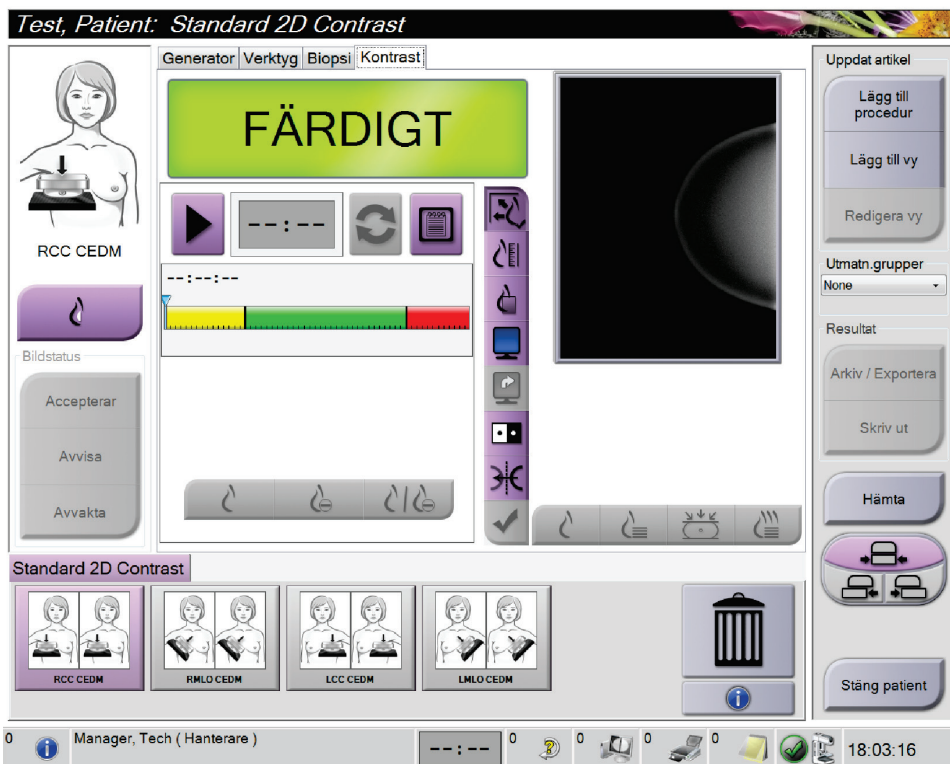 Test, Patient: Standard 2D Contrast
Generator Verktyg Biopsi Kontrast
FÄRDIGT
--:--
--:--:--
RCC CEDM
Bildstatus
Accepterar
Avvisa
Avvakta
Uppdat artikel
Lägg till
procedur
Lägg till vy
Redigera vy
Utmatn.grupper
None
Resultat
Arkiv / Exportera
Skriv ut
Hämta
Stäng patient
Standard 2D Contrast
RCC CEDM
RMLO CEDM
LCC CEDM
LMLO CEDM
0 Manager, Tech ( Hanterare ) --:-- 0 0 0 0 18:03:16